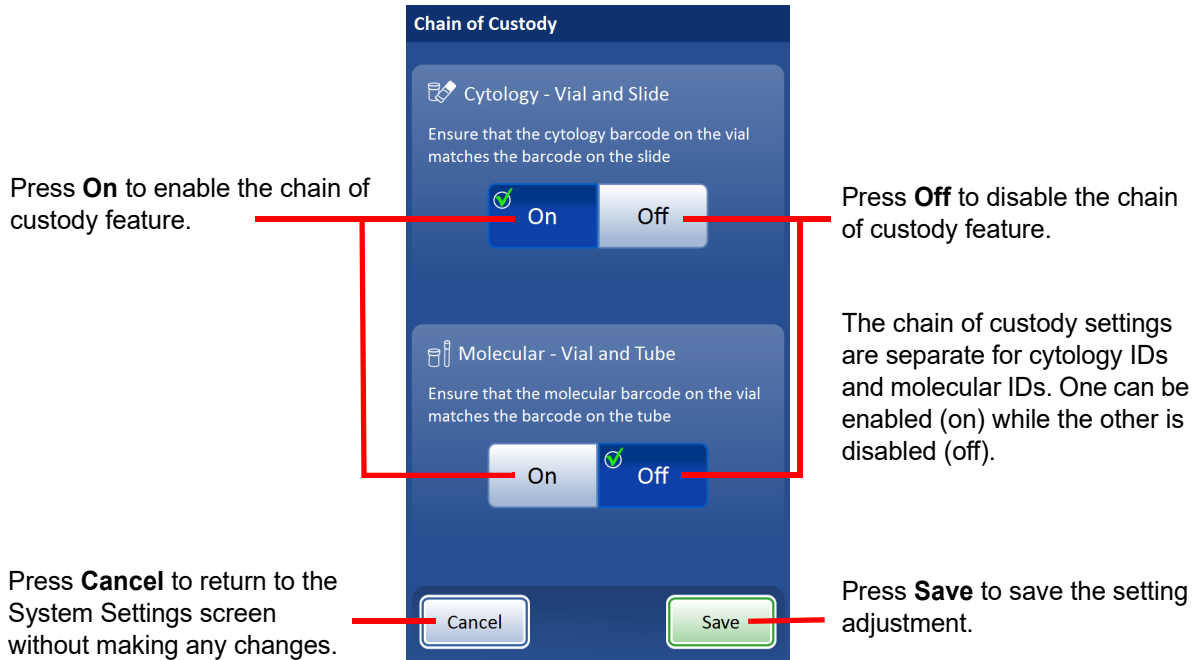 Chain of Custody
Cytology - Vial and Slide
Ensure that the cytology barcode on the vial
matches the barcode on the slide
Press On to enable the chain of
custody feature.
On
Off
Press Off to disable the chain
of custody feature.
The chain of custody settings
are separate for cytology IDs
and molecular IDs. One can be
enabled (on) while the other is
disabled (off).
Molecular - Vial and Tube
Ensure that the molecular barcode on the vial
matches the barcode on the tube
On
Off
Press Cancel to return to the
System Settings screen
without making any changes.
Cancel
Save
Press Save to save the setting
adjustment.